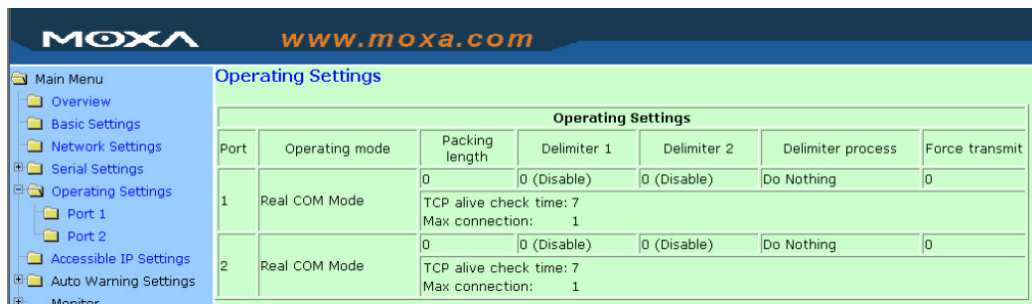 MOXA
www.moxa.com
Main Menu
Overview
Basic Settings
Network Settings
Serial Settings
Operating Settings
Port 1
Port 2
Accessible IP Settings
Auto Warning Settings
Monitor
Operating Settings
Operating Settings
Port Operating mode Packing length Delimiter 1 Delimiter 2 Delimiter process Force transmit
1 Real COM Mode 0 0 (Disable) 0 (Disable) Do Nothing 0
TCP alive check time: 7
Max connection: 1
2 Real COM Mode 0 0 (Disable) 0 (Disable) Do Nothing 0
TCP alive check time: 7
Max connection: 1